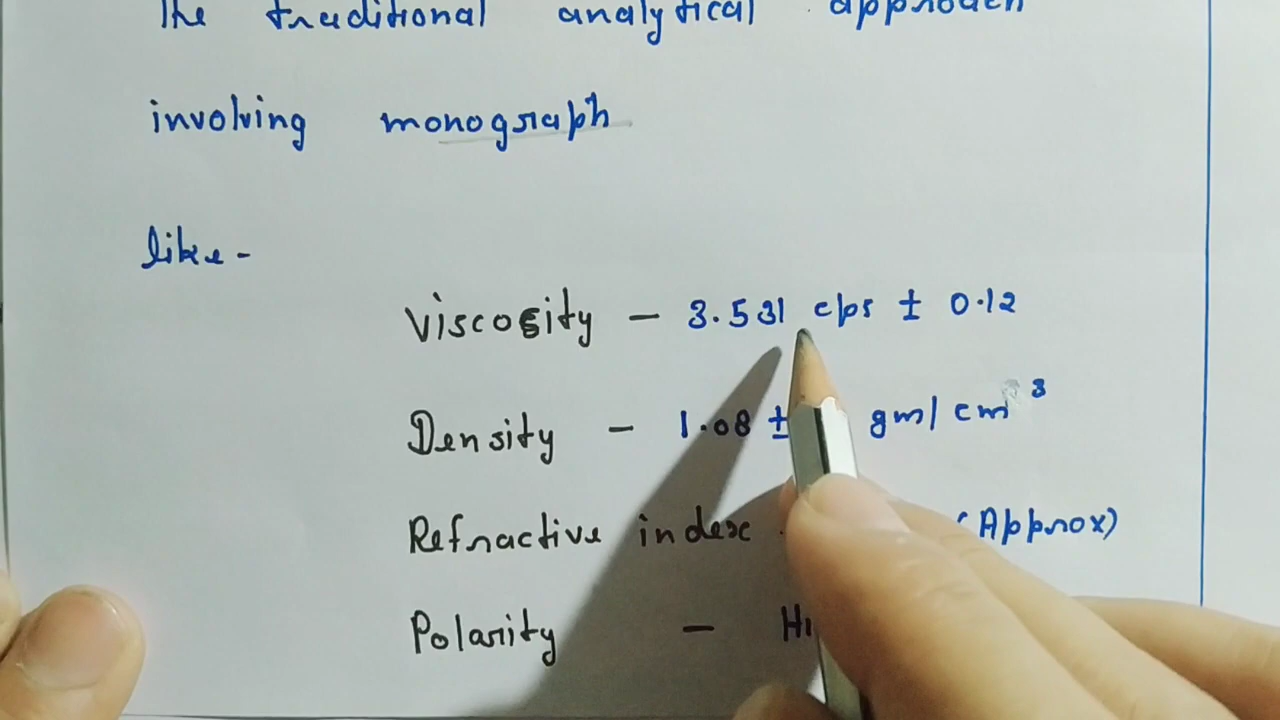 The traditional analytical approach
involving monograph
like -
Viscosity - 3.531 cps ± 0.12
Density - 1.08 ± gm/cm³
Refractive index (Approx)
Polarity -